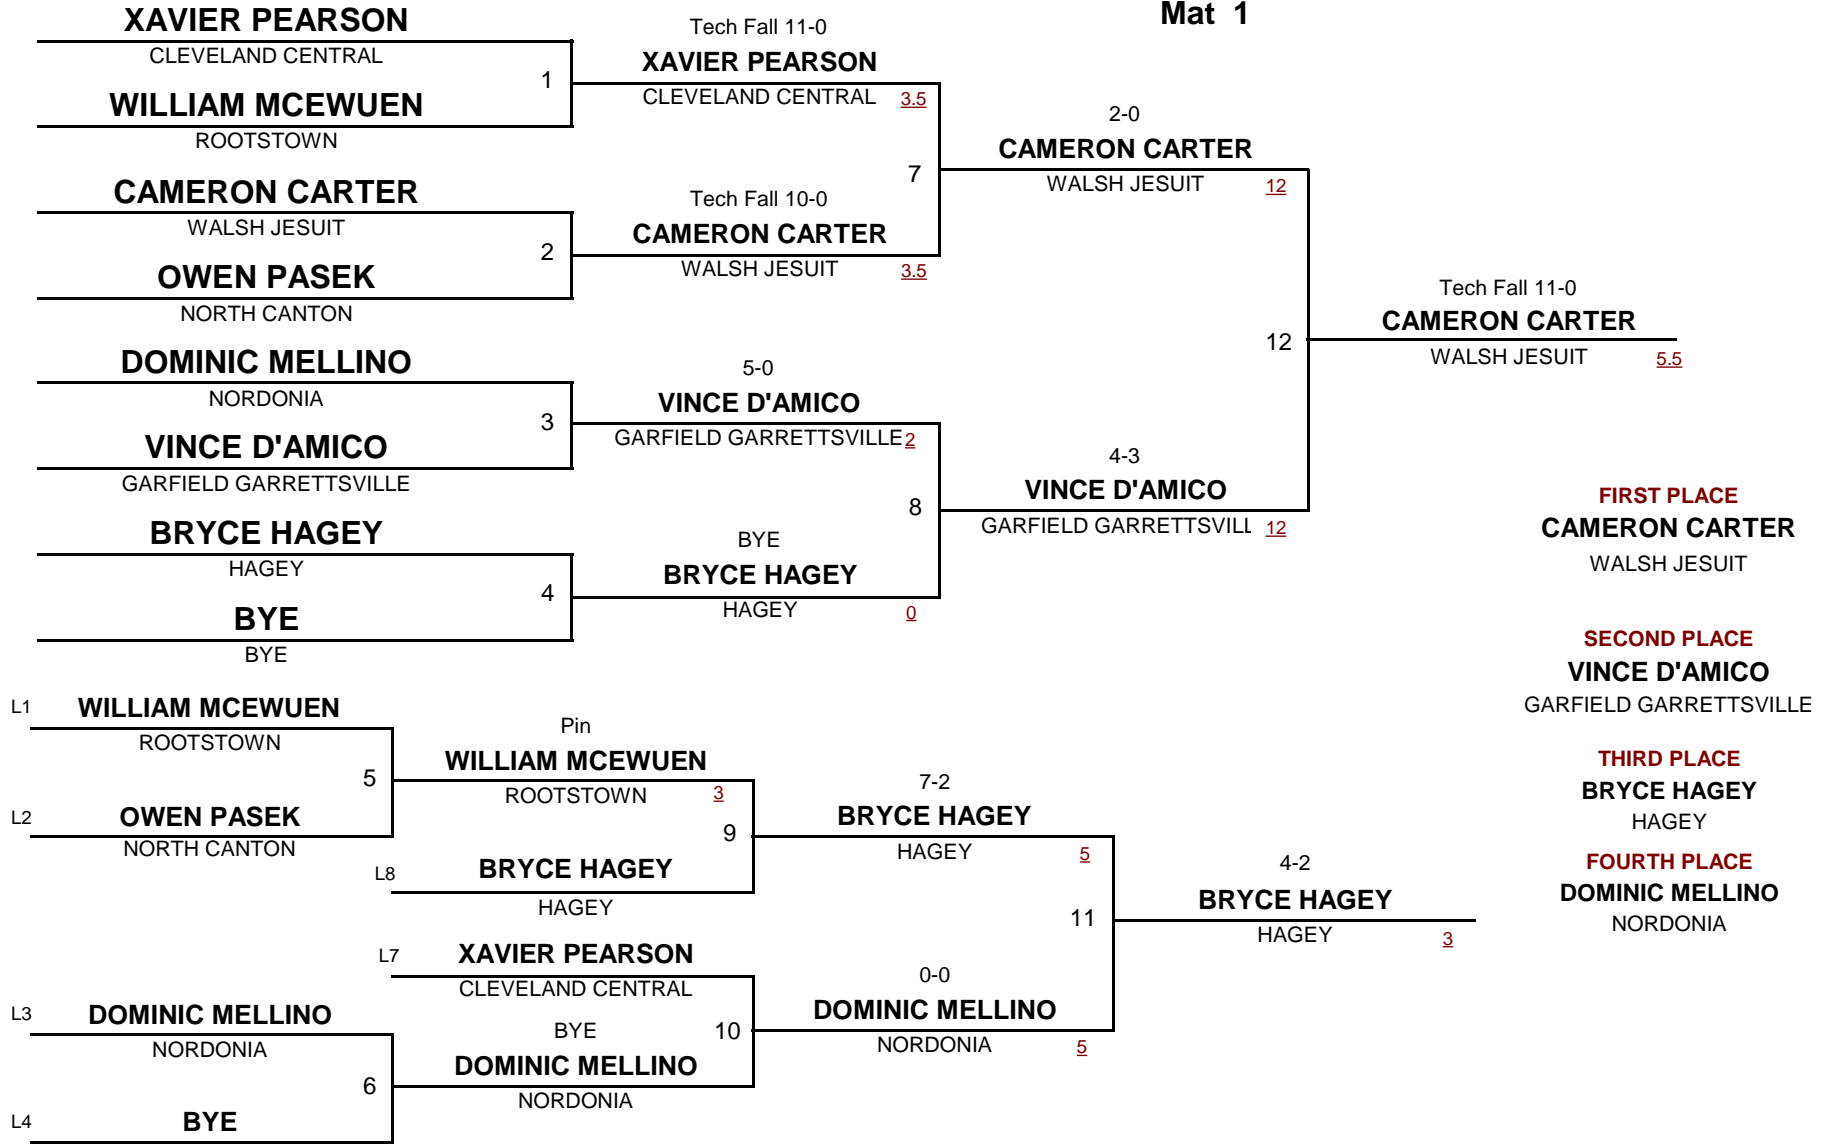 Mat 1
XAVIER PEARSON
CLEVELAND CENTRAL
1
WILLIAM MCEWUEN
ROOTSTOWN
CAMERON CARTER
WALSH JESUIT
2
OWEN PASEK
NORTH CANTON
DOMINIC MELLINO
NORDONIA
3
VINCE D'AMICO
GARFIELD GARRETTSVILLE
BRYCE HAGEY
HAGEY
4
BYE
BYE
Tech Fall 11-0
XAVIER PEARSON
CLEVELAND CENTRAL 3.5
7
Tech Fall 10-0
CAMERON CARTER
WALSH JESUIT 3.5
5-0
VINCE D'AMICO
GARFIELD GARRETTSVILLE 2
8
BYE
BRYCE HAGEY
HAGEY 0
2-0
CAMERON CARTER
WALSH JESUIT 12
12
4-3
VINCE D'AMICO
GARFIELD GARRETTSVILL 12
Tech Fall 11-0
CAMERON CARTER
WALSH JESUIT 5.5
FIRST PLACE
CAMERON CARTER
WALSH JESUIT
SECOND PLACE
VINCE D'AMICO
GARFIELD GARRETTSVILLE
THIRD PLACE
BRYCE HAGEY
HAGEY
FOURTH PLACE
DOMINIC MELLINO
NORDONIA
L1 WILLIAM MCEWUEN
ROOTSTOWN
5
L2 OWEN PASEK
NORTH CANTON
L3 DOMINIC MELLINO
NORDONIA
6
L4 BYE
Pin
WILLIAM MCEWUEN
ROOTSTOWN 3
9
L8 BRYCE HAGEY
HAGEY
L7 XAVIER PEARSON
CLEVELAND CENTRAL
BYE 10
DOMINIC MELLINO
NORDONIA
7-2
BRYCE HAGEY
HAGEY 5
11
0-0
DOMINIC MELLINO
NORDONIA 5
4-2
BRYCE HAGEY
HAGEY 3